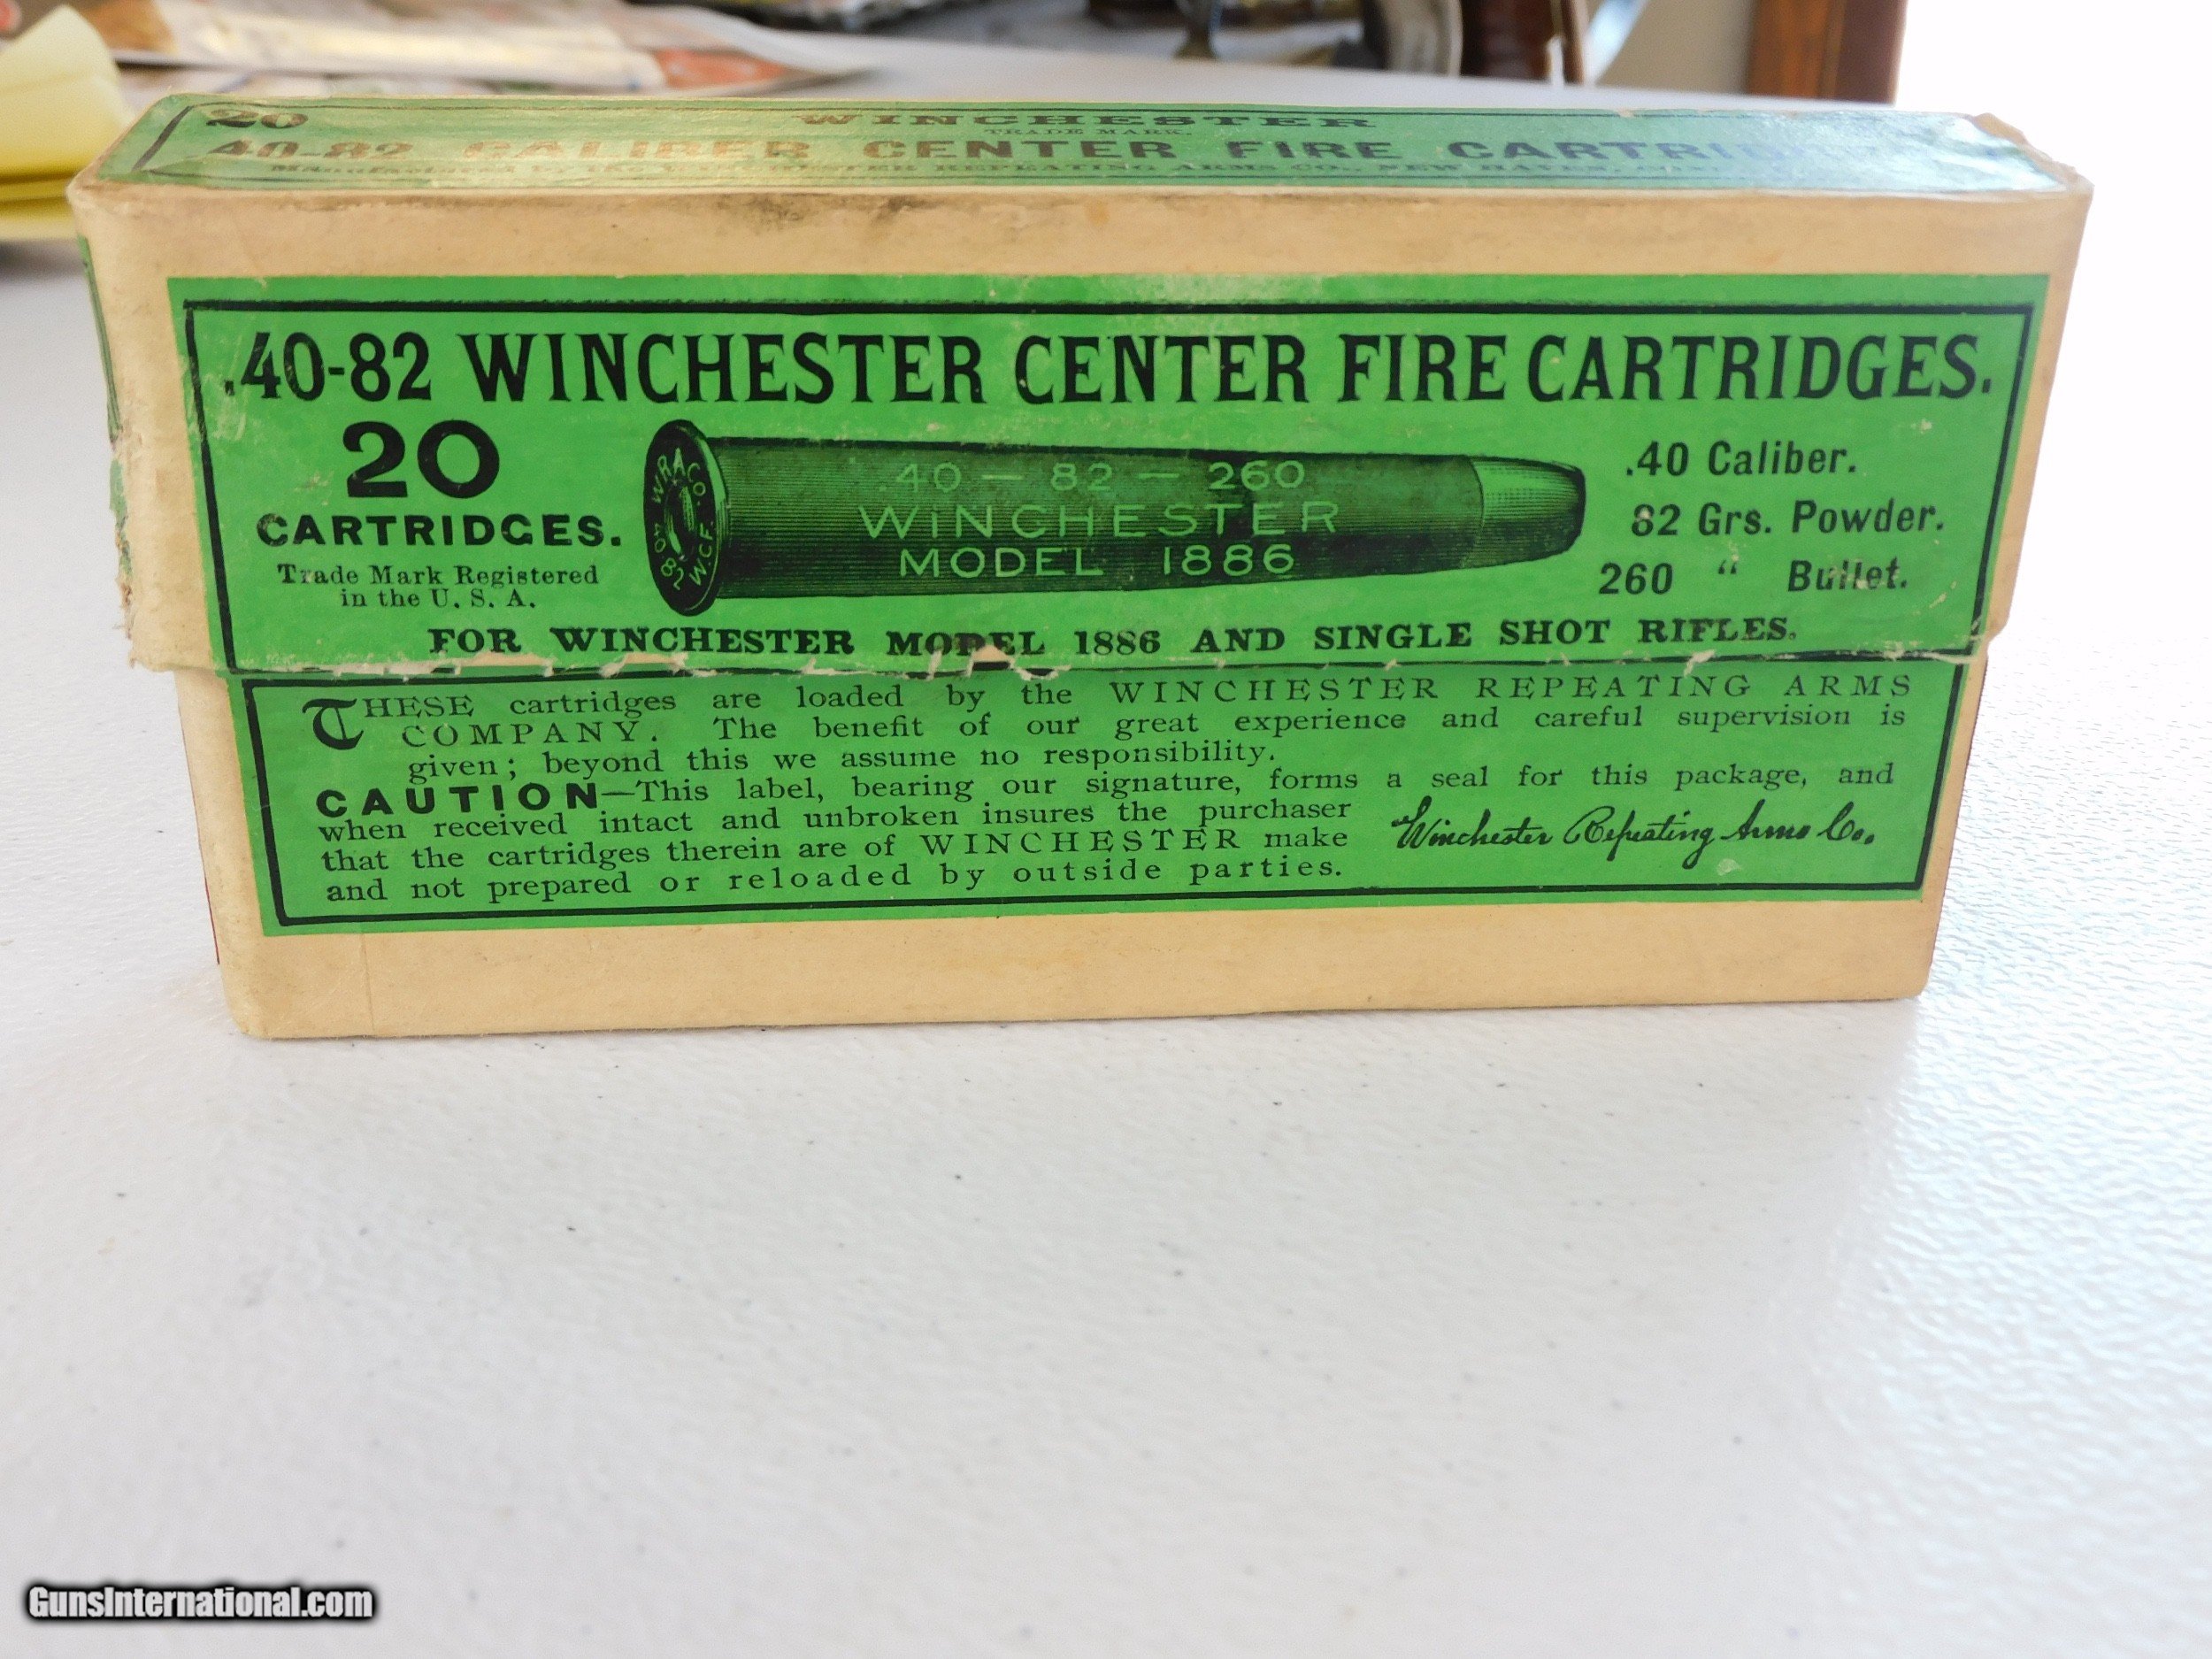 20
WINCHESTER
TRADE MARK.
40-82 CALIBER CENTER FIRE
REPEATING ARMS CO., NEW HAVEN,
.40-82 WINCHESTER CENTER FIRE CARTRIDGES.
20
CARTRIDGES.
Trade Mark Registered
in the U. S. A.
W.R.A.Co.
40-82
W.C.F.
.40-82-260
WINCHESTER
MODEL 1886
.40 Caliber.
82 Grs. Powder.
260 " Bullet.
FOR WINCHESTER MODEL 1886 AND SINGLE SHOT RIFLES.
THESE cartridges are loaded by the WINCHESTER REPEATING ARMS
COMPANY. The benefit of our great experience and careful supervision is
given; beyond this we assume no responsibility.
CAUTION—This label, bearing our signature, forms a seal for this package, and
when received intact and unbroken insures the purchaser
that the cartridges therein are of WINCHESTER make
and not prepared or reloaded by outside parties.
Winchester Repeating Arms Co.
GunsInternational.com